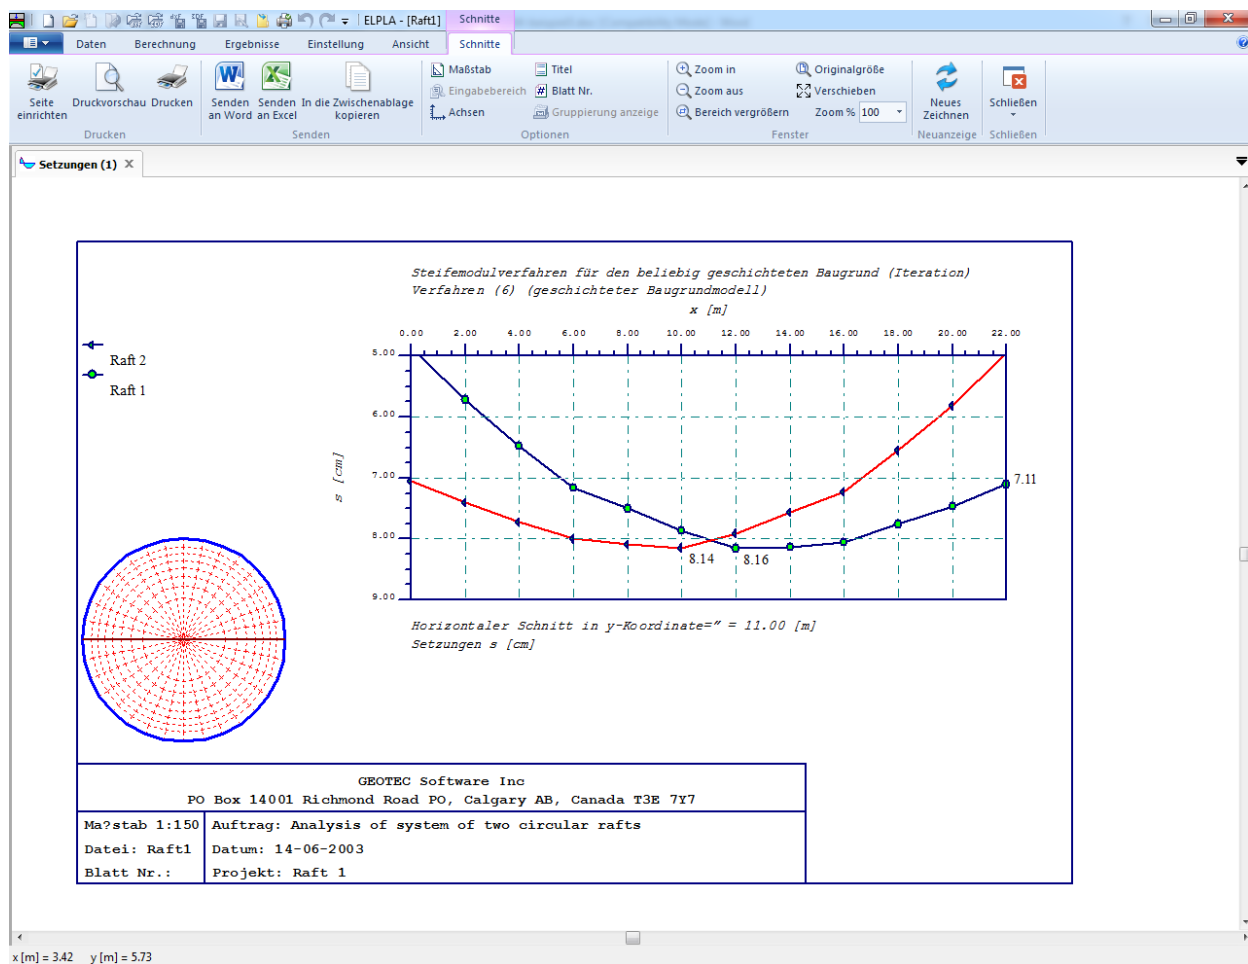 ELPLA - [Raft1]
Schnitte
Daten Berechnung Ergebnisse Einstellung Ansicht Schnitte
Seite einrichten
Druckvorschau
Drucken
Drucken
Senden an Word
Senden an Excel
In die Zwischenablage kopieren
Senden
Maßstab
Eingabebereich
Achsen
Titel
# Blatt Nr.
Gruppierung anzeige
Optionen
Zoom in
Zoom aus
Bereich vergrößern
Originalgröße
Verschieben
Zoom % 100
Fenster
Neues Zeichnen
Neuanzeige
Schließen
Schließen
Setzungen (1) X
Steifemodulverfahren für den beliebig geschichteten Baugrund (Iteration)
Verfahren (6) (geschichteter Baugrundmodell)
x [m]
0.00 2.00 4.00 6.00 8.00 10.00 12.00 14.00 16.00 18.00 20.00 22.00
Raft 2
Raft 1
s [cm]
5.00
6.00
7.00
8.00
9.00
7.11
8.14
8.16
Horizontaler Schnitt in y-Koordinate=" = 11.00 [m]
Setzungen s [cm]
GEOTEC Software Inc
PO Box 14001 Richmond Road PO, Calgary AB, Canada T3E 7Y7
Ma?stab 1:150
Auftrag: Analysis of system of two circular rafts
Datei: Raft1
Datum: 14-06-2003
Blatt Nr.:
Projekt: Raft 1
x [m] = 3.42 y [m] = 5.73